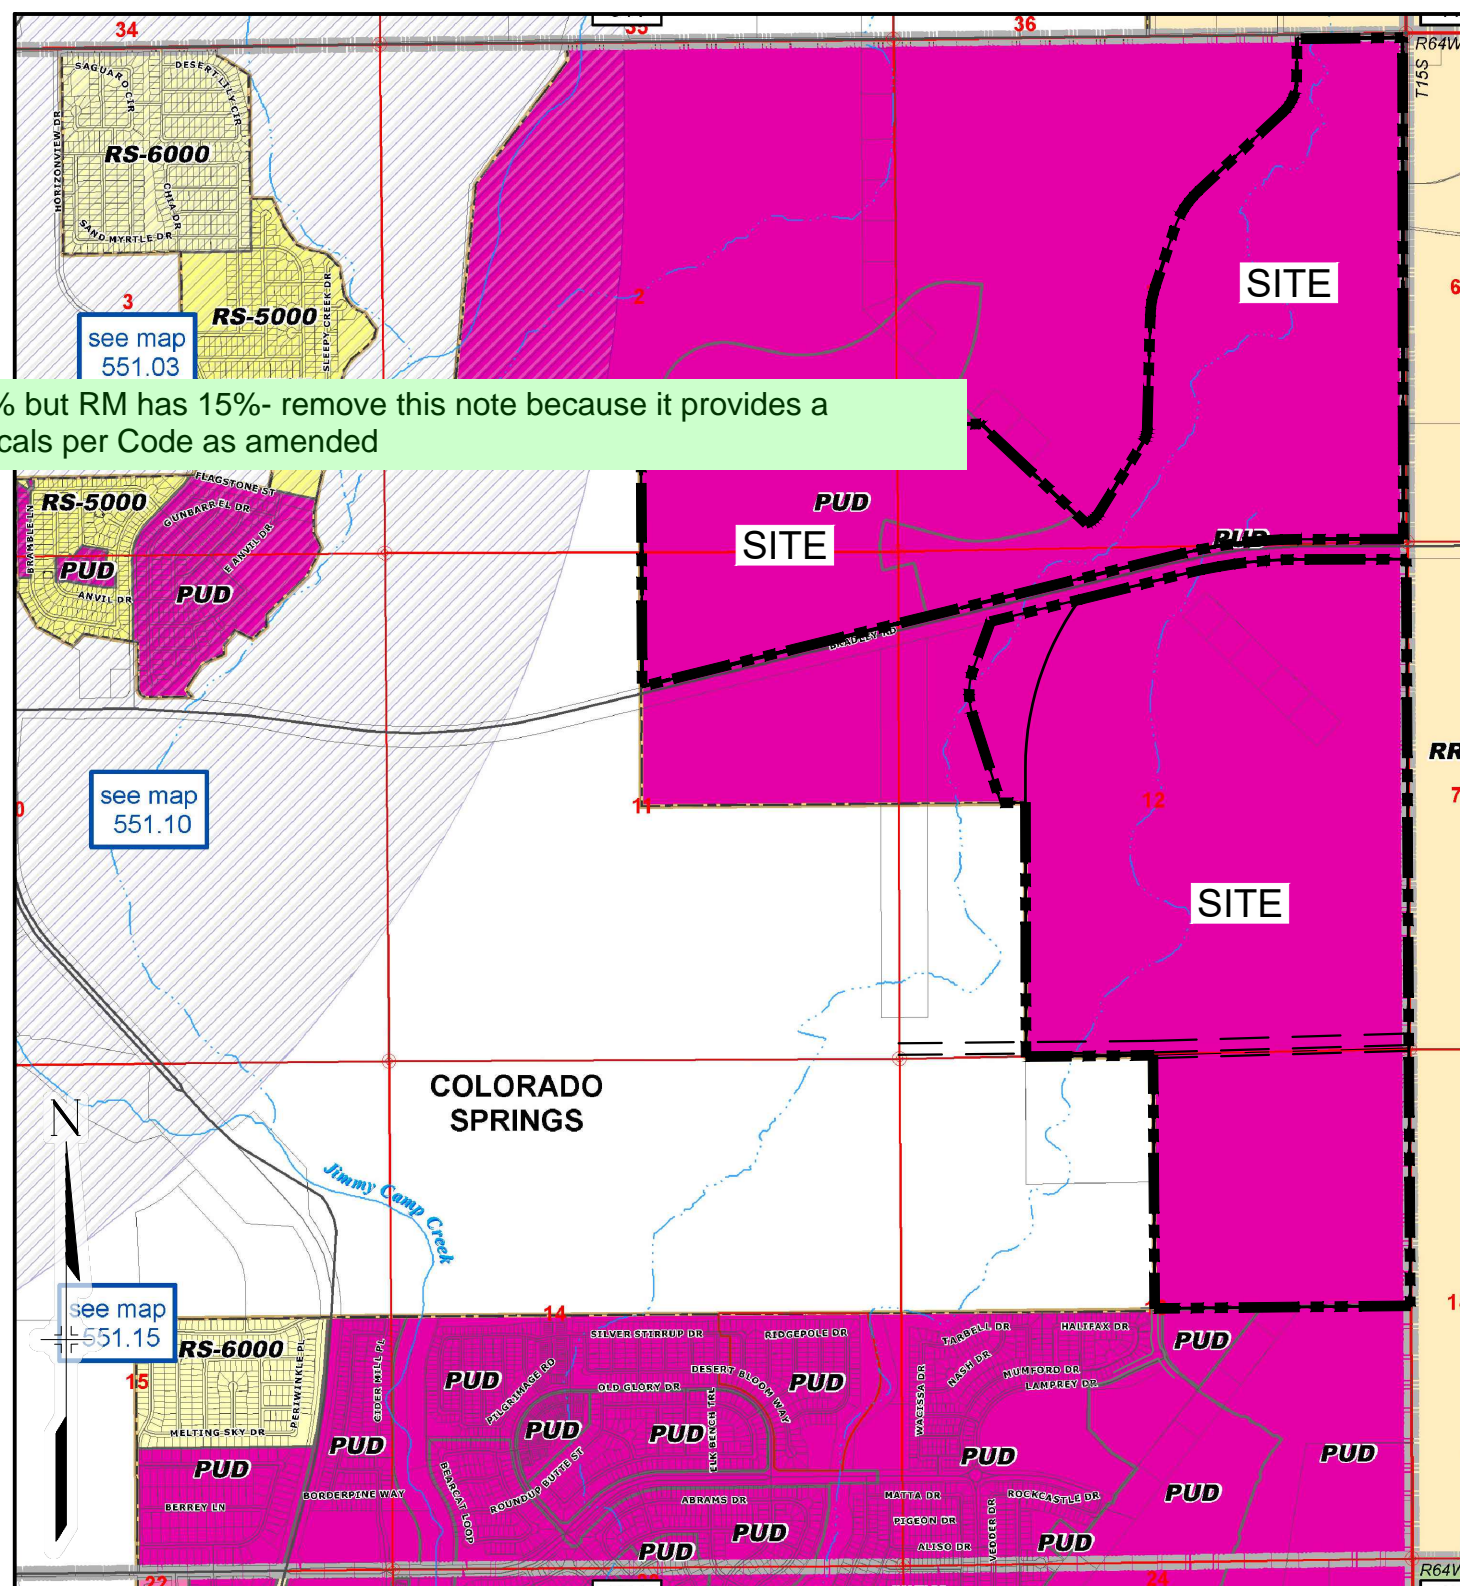 34
36
R64W
T15S
SAGUARO CIR
DESERT LILY CIR
HORIZONVIEW DR
RS-6000
CHIA DR
SAND MYRTLE DR
SITE
3
2
6
RS-5000
SLEEPY CREEK DR
see map
551.03
% but RM has 15%- remove this note because it provides a
cals per Code as amended
FLAGSTONE ST
RS-5000
GUNBARREL DR
PUD
BRAMBLE LN
E ANVIL DR
SITE
PUD
PUD
PUD
ANVIL DR
BRADLEY RD
RR
see map
551.10
0
11
12
7
SITE
COLORADO
SPRINGS
N
Jimmy Camp Creek
see map
551.15
14
RS-6000
SILVER STIRRUP DR
RIDGEPOLE DR
TARBELL DR
HALIFAX DR
PUD
15
PERIWINKLE PL
CIDER MILL PL
PUD
PILGRIMAGE RD
OLD GLORY DR
DESERT BLOOM WAY
PUD
NASH DR
MUMFORD DR
LAMPREY DR
WACISSA DR
MELTING SKY DR
PUD
PUD
PUD
ELK BENCH TRL
PUD
PUD
PUD
BEARCAT LOOP
ROUNDUP BUTTE ST
BERREY LN
BORDERPINE WAY
ABRAMS DR
MATTA DR
ROCKCASTLE DR
PUD
PIGEON DR
VEDDER DR
PUD
PUD
ALISO DR
PUD
22
24
R64W